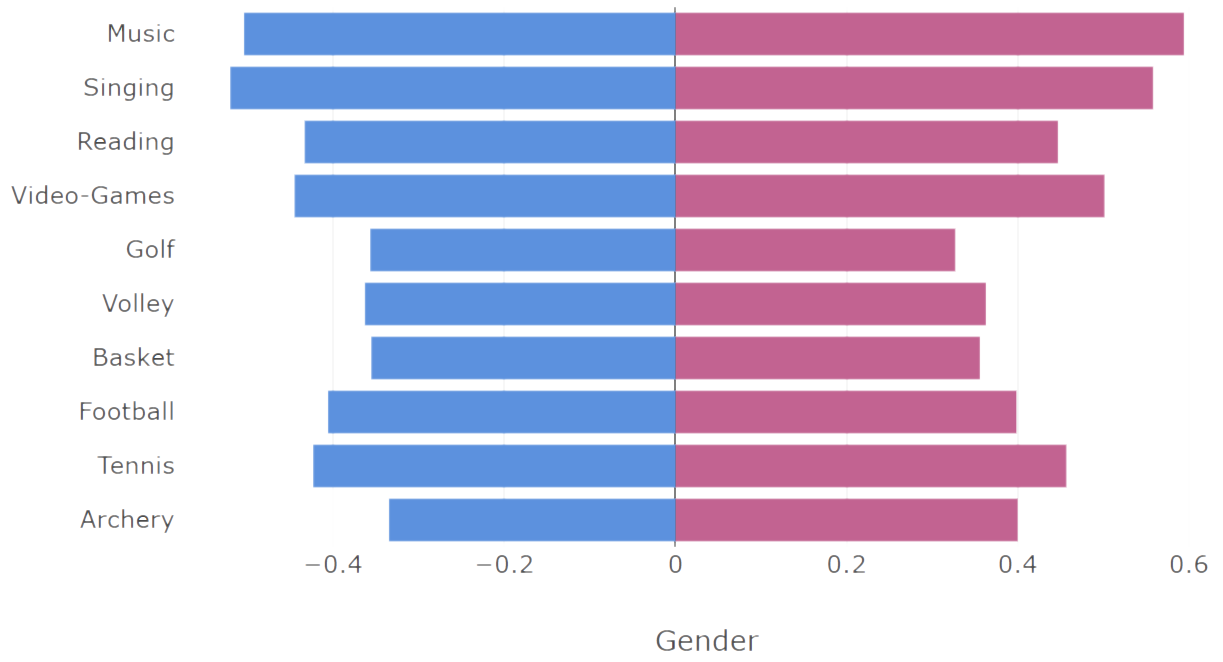 Music
Singing
Reading
Video-Games
Golf
Volley
Basket
Football
Tennis
Archery
−0.4 −0.2 0 0.2 0.4 0.6
Gender